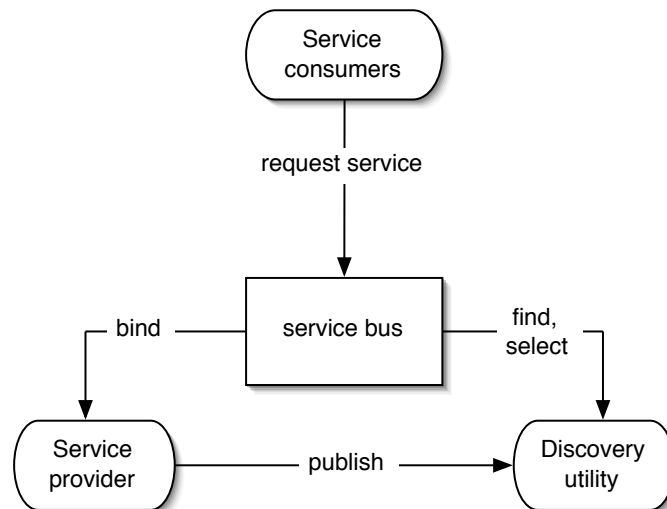 Service
consumers
request service
bind
service bus
find,
select
Service
provider
publish
Discovery
utility